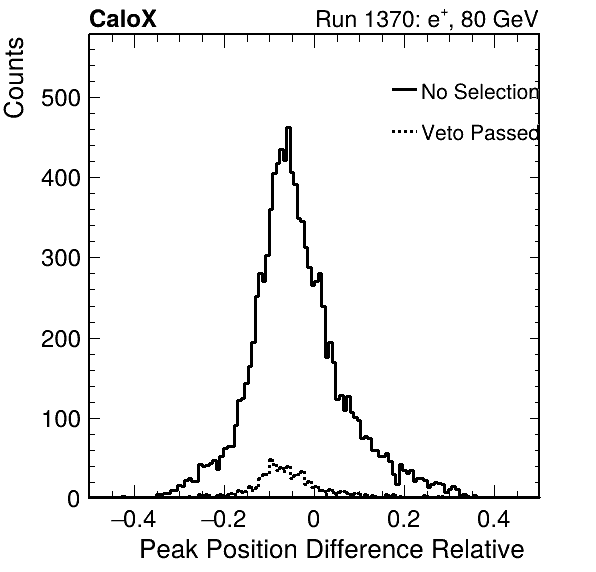 CaloX Run 1370: e⁺, 80 GeV
Counts
No Selection
Veto Passed
500
400
300
200
100
0
−0.4 −0.2 0 0.2 0.4
Peak Position Difference Relative